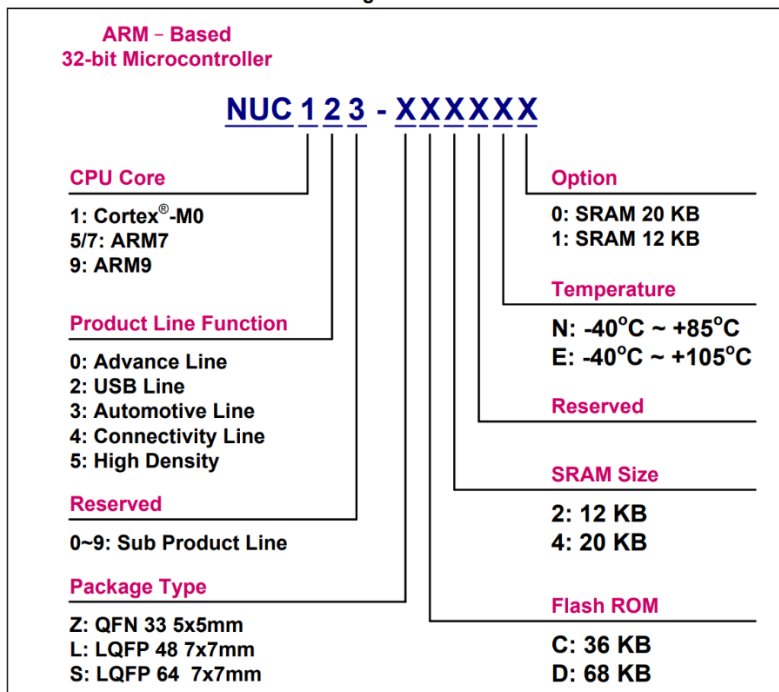 ARM – Based
32-bit Microcontroller
NUC 1 2 3 - X X X X X X
CPU Core
1: Cortex®-M0
5/7: ARM7
9: ARM9
Product Line Function
0: Advance Line
2: USB Line
3: Automotive Line
4: Connectivity Line
5: High Density
Reserved
0~9: Sub Product Line
Package Type
Z: QFN 33 5x5mm
L: LQFP 48 7x7mm
S: LQFP 64 7x7mm
Option
0: SRAM 20 KB
1: SRAM 12 KB
Temperature
N: -40°C ~ +85°C
E: -40°C ~ +105°C
Reserved
SRAM Size
2: 12 KB
4: 20 KB
Flash ROM
C: 36 KB
D: 68 KB